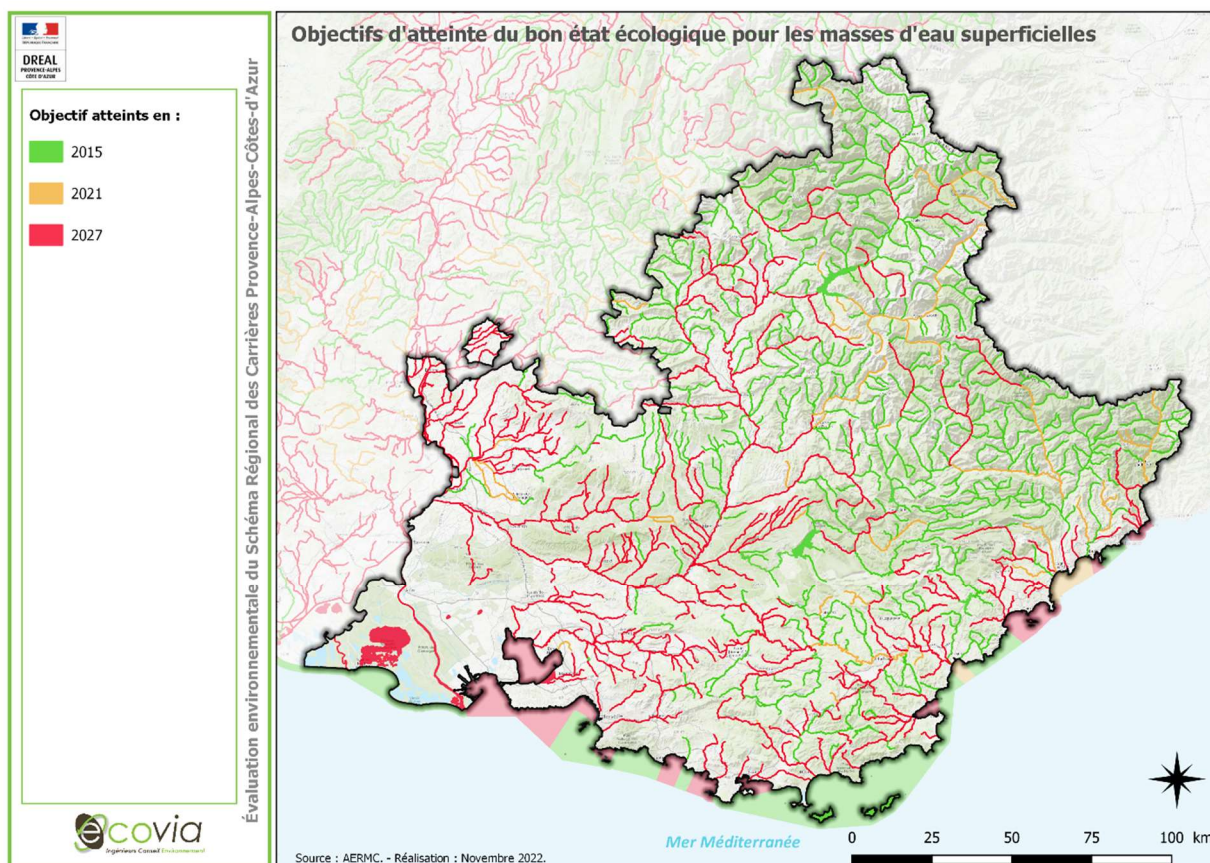 DREAL
PROVENCE-ALPES
CÔTE D'AZUR
Objectif atteints en :
2015
2021
2027
Évaluation environnementale du Schéma Régional des Carrières Provence-Alpes-Côtes-d'Azur
ecovia
Ingénieurs Conseil Environnement
Objectifs d'atteinte du bon état écologique pour les masses d'eau superficielles
Mer Méditerranée
0 25 50 75 100 km
Source : AERMC. - Réalisation : Novembre 2022.